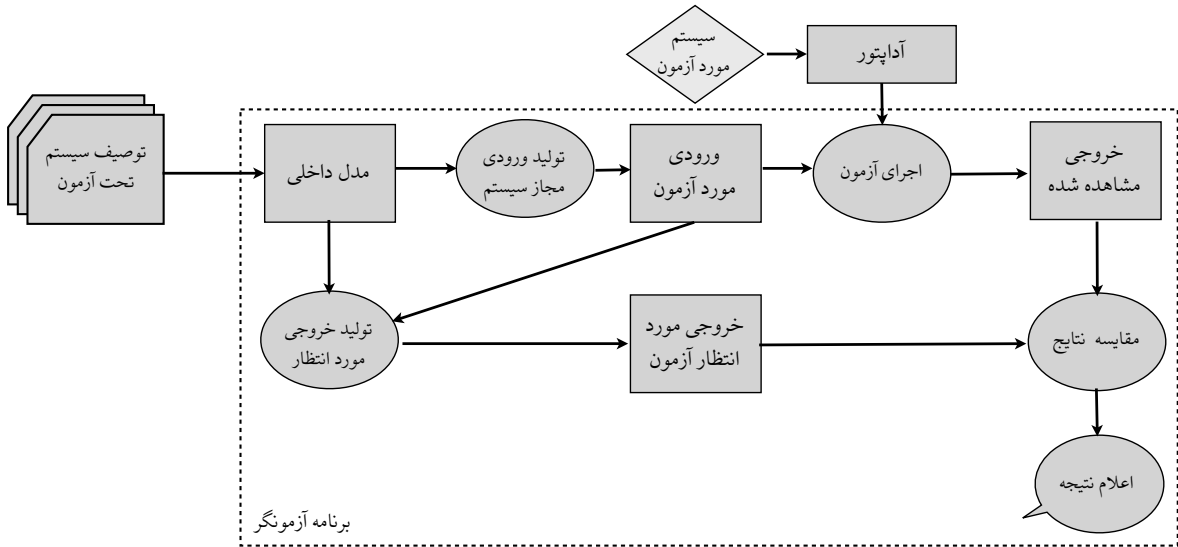 سیستم
مورد آزمون
آداپتور
توصیف سیستم
تحت آزمون
مدل داخلی
تولید ورودی
مجاز سیستم
ورودی
مورد آزمون
اجرای آزمون
خروجی
مشاهده شده
تولید خروجی
مورد انتظار
خروجی مورد
انتظار آزمون
مقایسه نتایج
اعلام نتیجه
برنامه آزمونگر